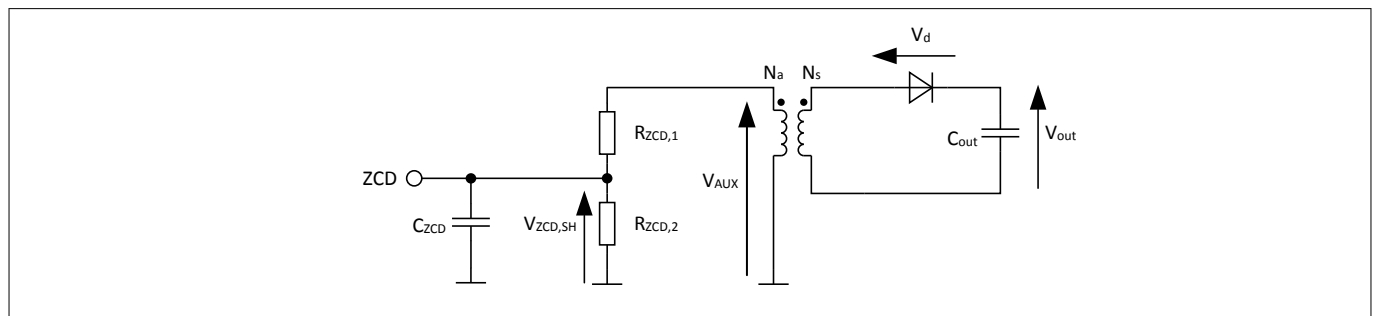 Vd
Na Ns
RZCD,1
Cout
Vout
ZCD
VAUX
CZCD
VZCD,SH
RZCD,2